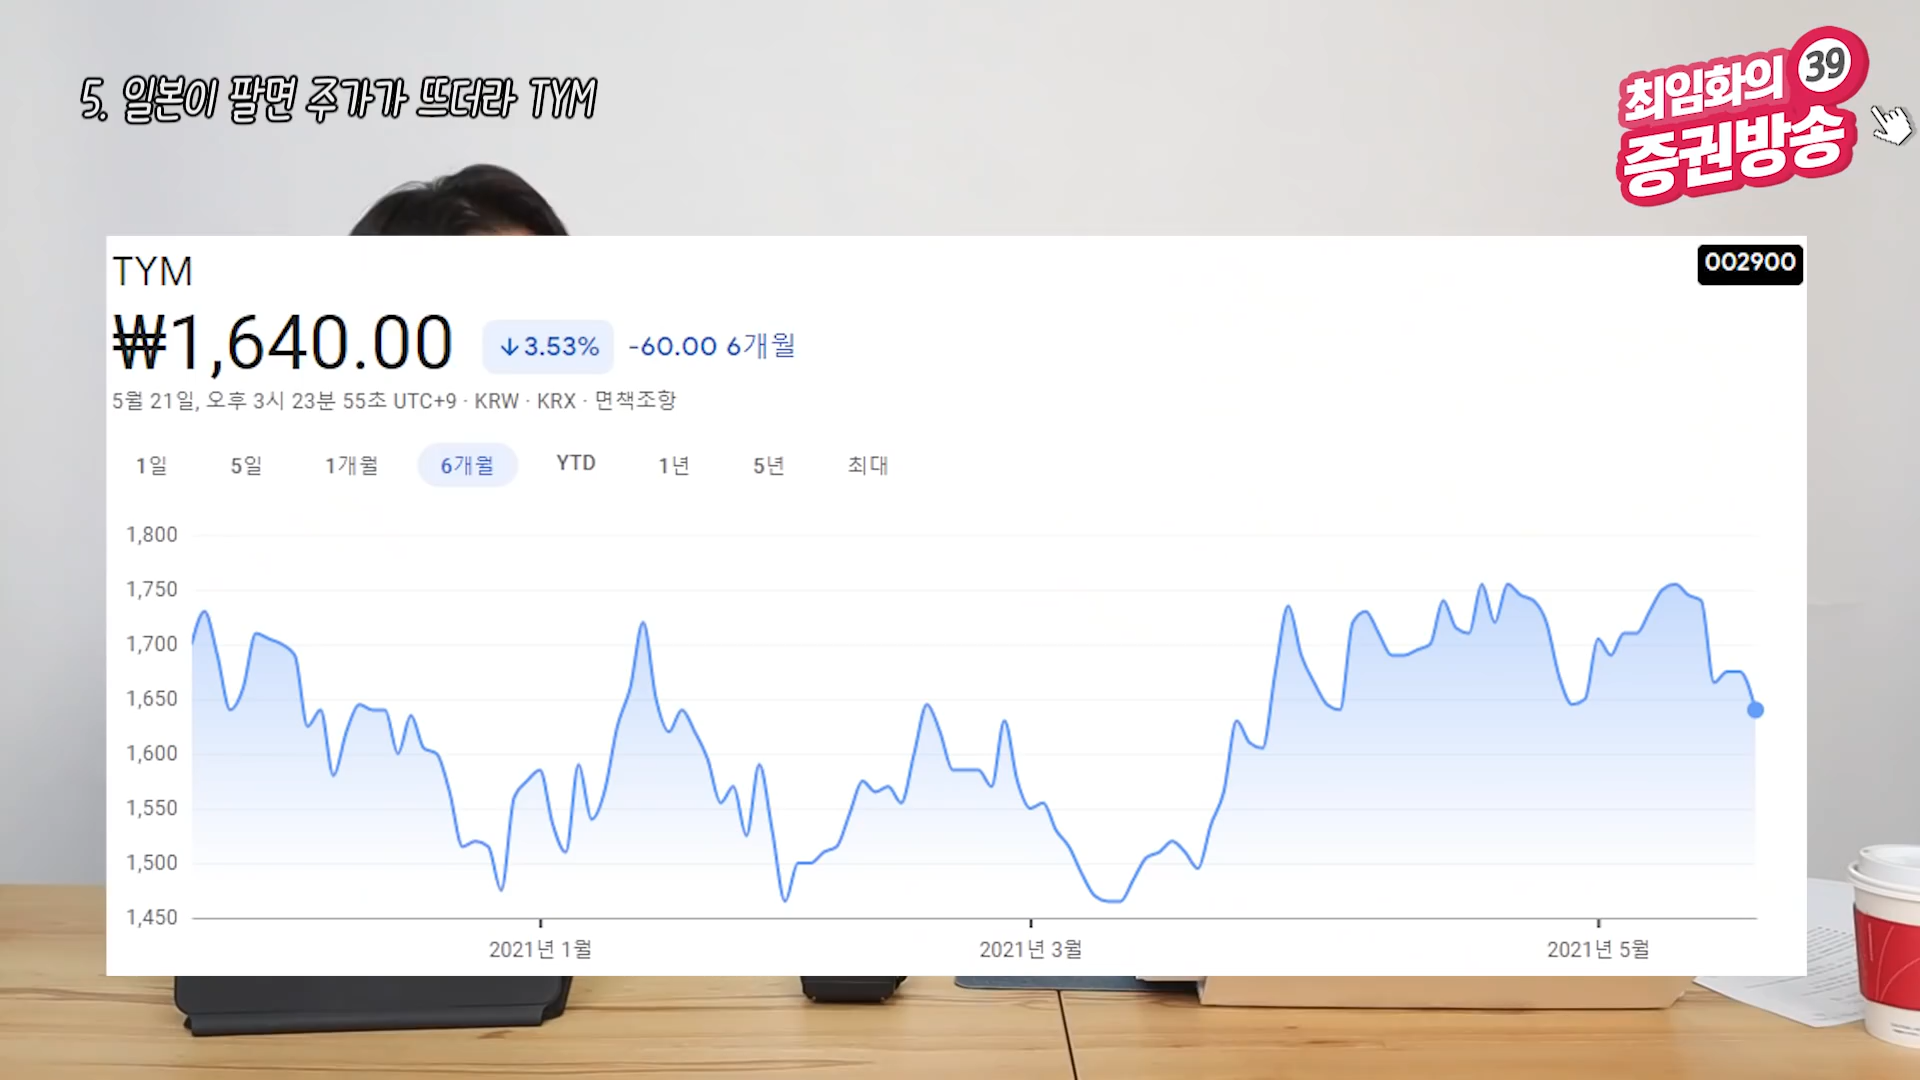 5. 일본이 팔면 주가가 뜨더라 TYM
최임화의 39
증권방송
TYM
002900
₩1,640.00 ↓3.53% -60.00 6개월
5월 21일, 오후 3시 23분 55초 UTC+9 · KRW · KRX · 면책조항
1일 5일 1개월 6개월 YTD 1년 5년 최대
1,800
1,750
1,700
1,650
1,600
1,550
1,500
1,450
2021년 1월 2021년 3월 2021년 5월